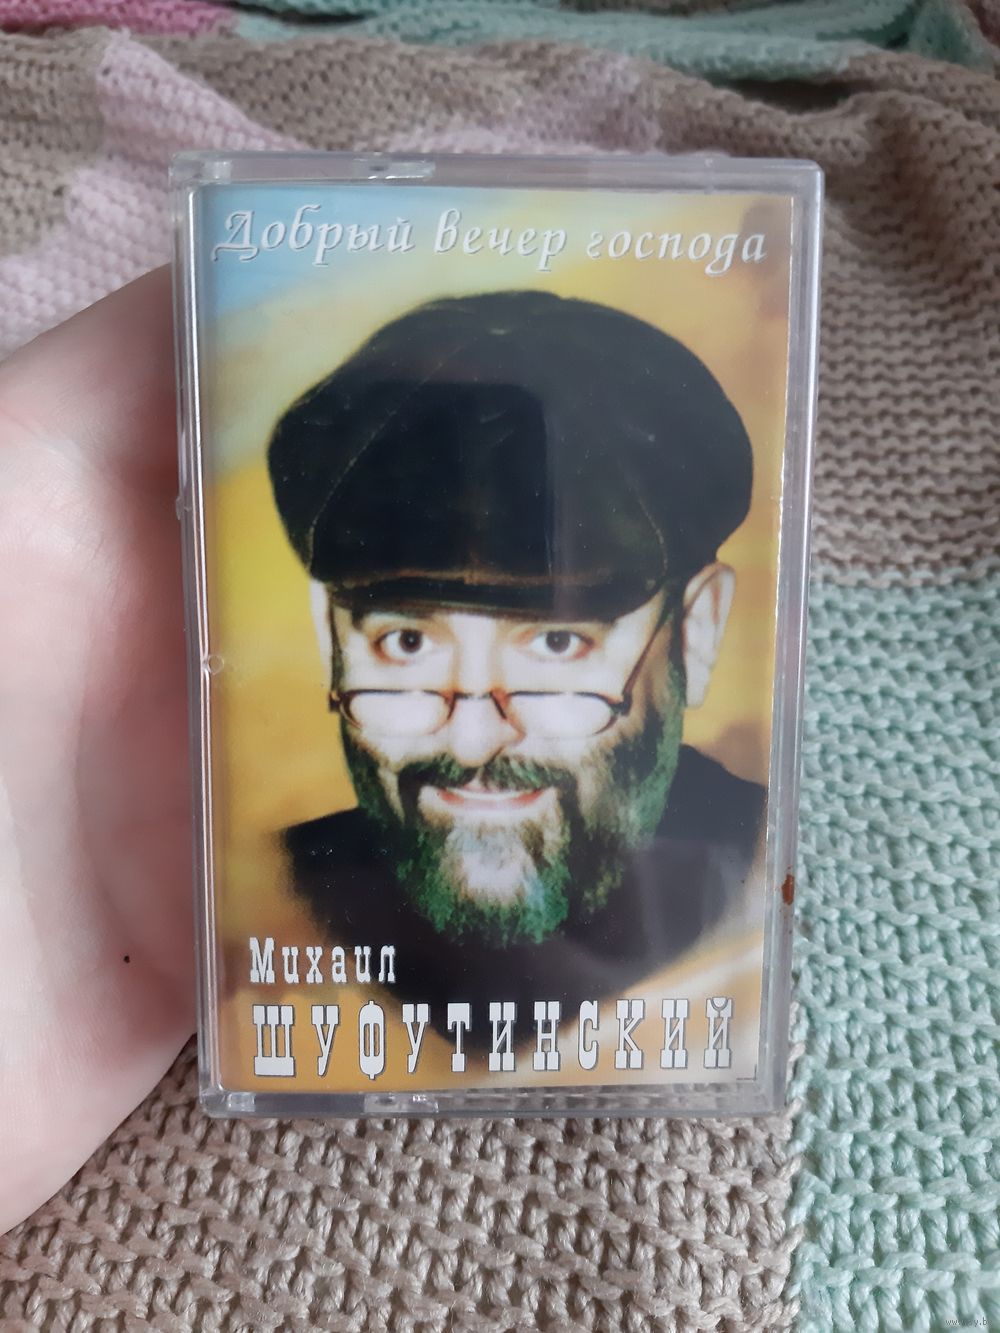 Добрый вечер господа
Михаил
ШУФУТИНСКИЙ